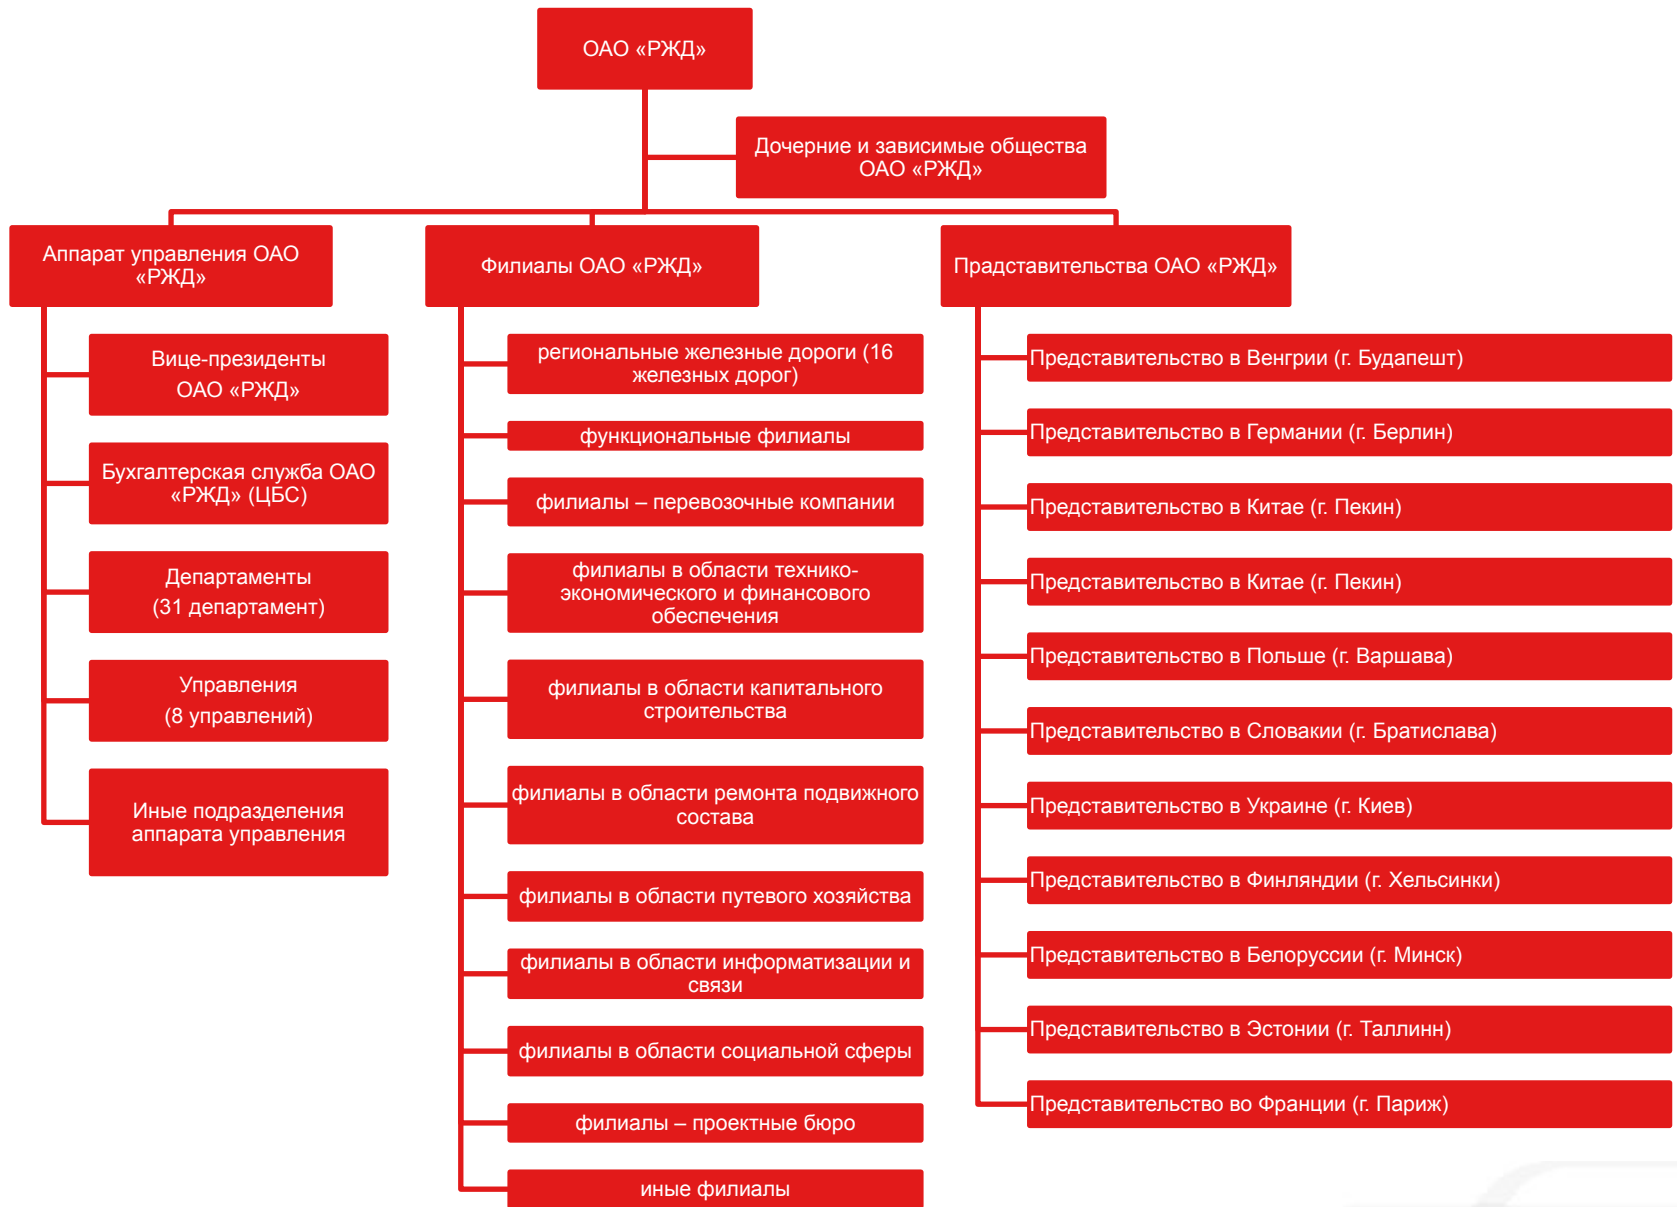 ОАО «РЖД»
Дочерние и зависимые общества
ОАО «РЖД»
Аппарат управления ОАО
«РЖД»
Вице-президенты
ОАО «РЖД»
Бухгалтерская служба ОАО
«РЖД» (ЦБС)
Департаменты
(31 департамент)
Управления
(8 управлений)
Иные подразделения
аппарата управления
Филиалы ОАО «РЖД»
региональные железные дороги (16
железных дорог)
функциональные филиалы
филиалы – перевозочные компании
филиалы в области технико-
экономического и финансового
обеспечения
филиалы в области капитального
строительства
филиалы в области ремонта подвижного
состава
филиалы в области путевого хозяйства
филиалы в области информатизации и
связи
филиалы в области социальной сферы
филиалы – проектные бюро
иные филиалы
Прадставительства ОАО «РЖД»
Представительство в Венгрии (г. Будапешт)
Представительство в Германии (г. Берлин)
Представительство в Китае (г. Пекин)
Представительство в Китае (г. Пекин)
Представительство в Польше (г. Варшава)
Представительство в Словакии (г. Братислава)
Представительство в Украине (г. Киев)
Представительство в Финляндии (г. Хельсинки)
Представительство в Белоруссии (г. Минск)
Представительство в Эстонии (г. Таллинн)
Представительство во Франции (г. Париж)